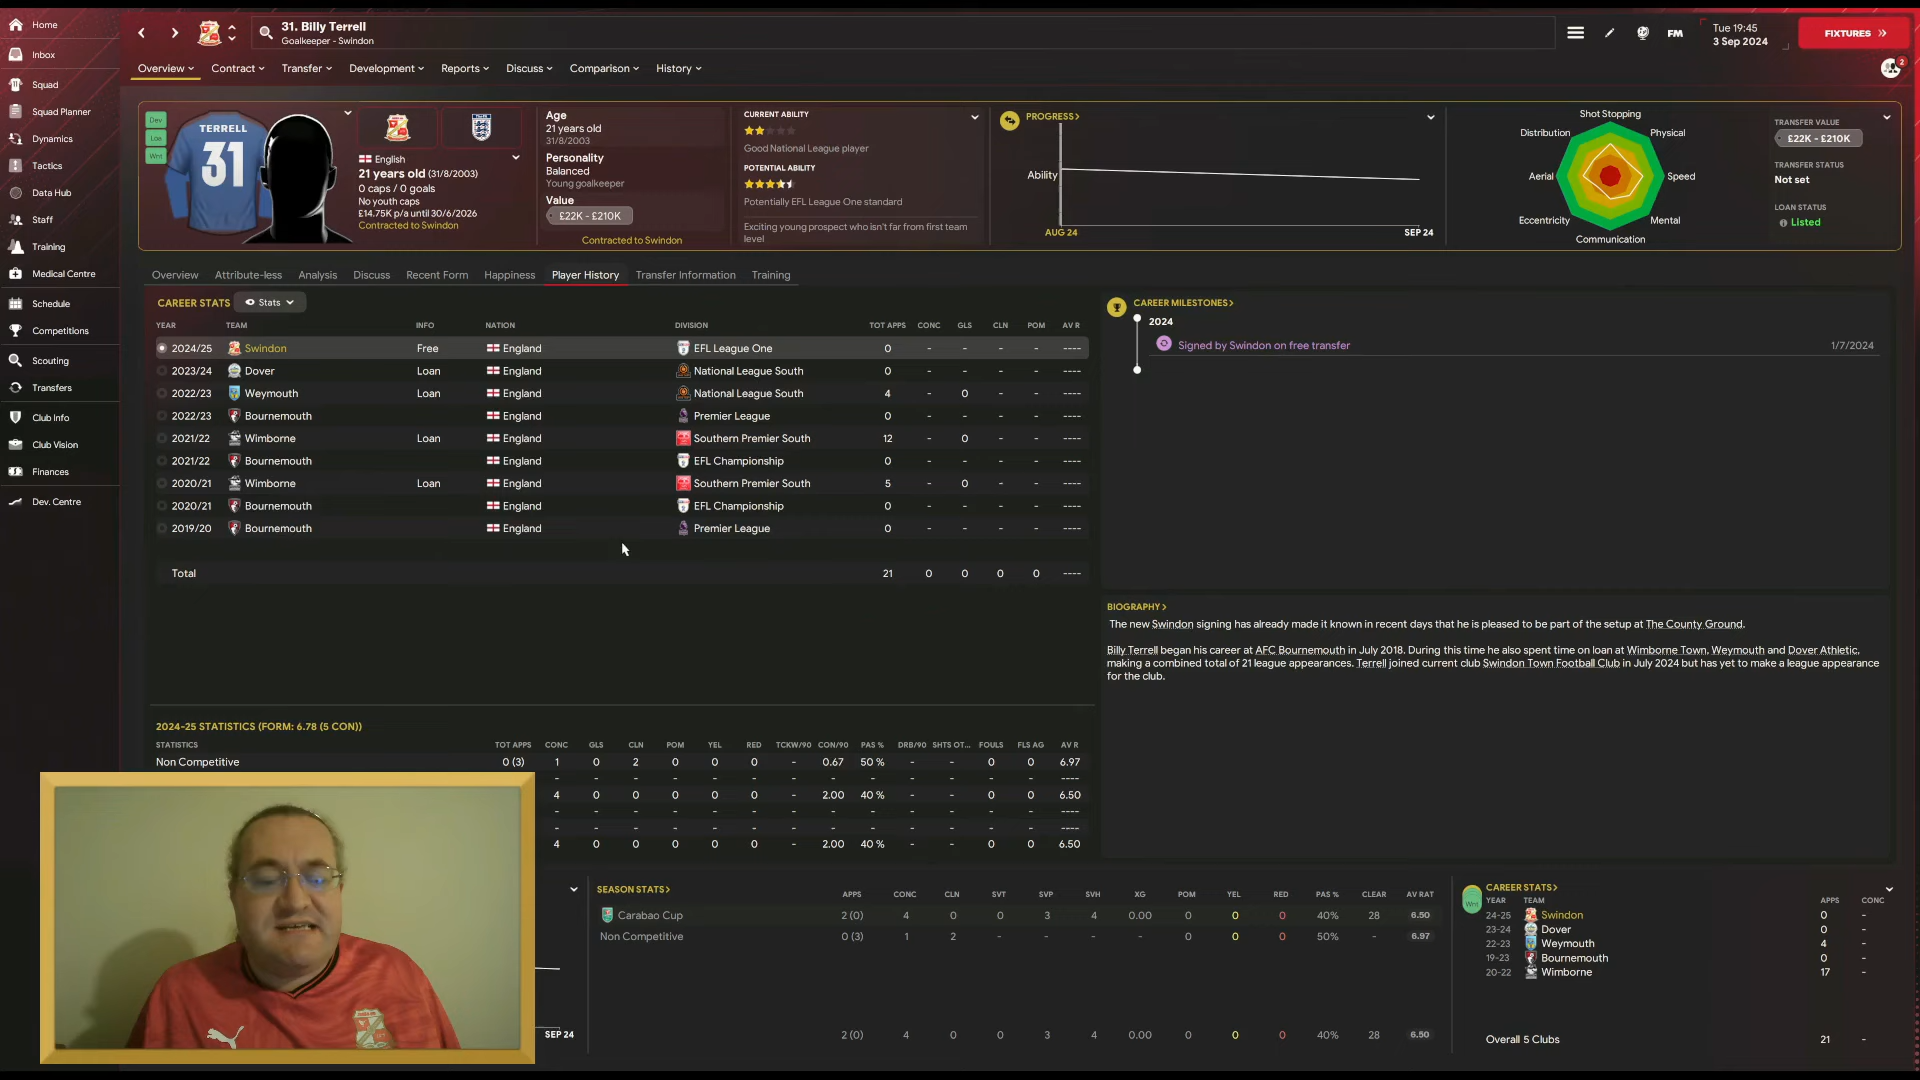 Home
Inbox
Squad
Squad Planner
Dynamics
Tactics
Data Hub
Staff
Training
Medical Centre
Schedule
Competitions
Scouting
Transfers
Club Info
Club Vision
Finances
Dev. Centre
31. Billy Terrell
Goalkeeper - Swindon
FM
Tue 19:45
3 Sep 2024
FIXTURES
2
Overview Contract Transfer Development Reports Discuss Comparison History
Dev
Loa
Wnt
TERRELL
31
English
21 years old (31/8/2003)
0 caps / 0 goals
No youth caps
£14.75K p/a until 30/6/2026
Contracted to Swindon
Age
21 years old
31/8/2003
Personality
Balanced
Young goalkeeper
Value
£22K - £210K
Contracted to Swindon
CURRENT ABILITY
Good National League player
POTENTIAL ABILITY
Potentially EFL League One standard
Exciting young prospect who isn't far from first team
level
PROGRESS>
Ability
AUG 24
SEP 24
Shot Stopping
Distribution Physical
Aerial Speed
Eccentricity Mental
Communication
TRANSFER VALUE
£22K - £210K
TRANSFER STATUS
Not set
LOAN STATUS
Listed
Overview Attribute-less Analysis Discuss Recent Form Happiness Player History Transfer Information Training
CAREER STATS Stats
YEAR TEAM INFO NATION DIVISION TOT APPS CONC GLS CLN POM AV R
2024/25 Swindon Free England EFL League One 0 - - - - ----
2023/24 Dover Loan England National League South 0 - - - - ----
2022/23 Weymouth Loan England National League South 4 - 0 - - ----
2022/23 Bournemouth England Premier League 0 - - - - ----
2021/22 Wimborne Loan England Southern Premier South 12 - 0 - - ----
2021/22 Bournemouth England EFL Championship 0 - - - - ----
2020/21 Wimborne Loan England Southern Premier South 5 - 0 - - ----
2020/21 Bournemouth England EFL Championship 0 - - - - ----
2019/20 Bournemouth England Premier League 0 - - - - ----
Total 21 0 0 0 0 ----
CAREER MILESTONES>
2024
Signed by Swindon on free transfer 1/7/2024
BIOGRAPHY>
The new Swindon signing has already made it known in recent days that he is pleased to be part of the setup at The County Ground.
Billy Terrell began his career at AFC Bournemouth in July 2018. During this time he also spent time on loan at Wimborne Town, Weymouth and Dover Athletic,
making a combined total of 21 league appearances. Terrell joined current club Swindon Town Football Club in July 2024 but has yet to make a league appearance
for the club.
2024-25 STATISTICS (FORM: 6.78 (5 CON))
STATISTICS TOT APPS CONC GLS CLN POM YEL RED TCKW/90 CON/90 PAS % DRB/90 SHTS OT... FOULS FLS AG AV R
Non Competitive 0 (3) 1 0 2 0 0 0 - 0.67 50 % - - 0 0 6.97
- - - - - - - - - - - - - ----
4 0 0 0 0 0 - 2.00 40 % - - 0 0 6.50
- - - - - - - - - - - - - ----
- - - - - - - - - - - - - ----
4 0 0 0 0 0 - 2.00 40 % - - 0 0 6.50
SEP 24
SEASON STATS> APPS CONC CLN SVT SVP SVH XG POM YEL RED PAS % CLEAR AV RAT
Carabao Cup 2 (0) 4 0 0 3 4 0.00 0 0 0 40% 28 6.50
Non Competitive 0 (3) 1 2 - - - - 0 0 0 50% - 6.97
2 (0) 4 0 0 3 4 0.00 0 0 0 40% 28 6.50
Wnt
CAREER STATS>
YEAR TEAM APPS CONC
24-25 Swindon 0 -
23-24 Dover 0 -
22-23 Weymouth 4 -
19-23 Bournemouth 0 -
20-22 Wimborne 17 -
Overall 5 Clubs 21 -